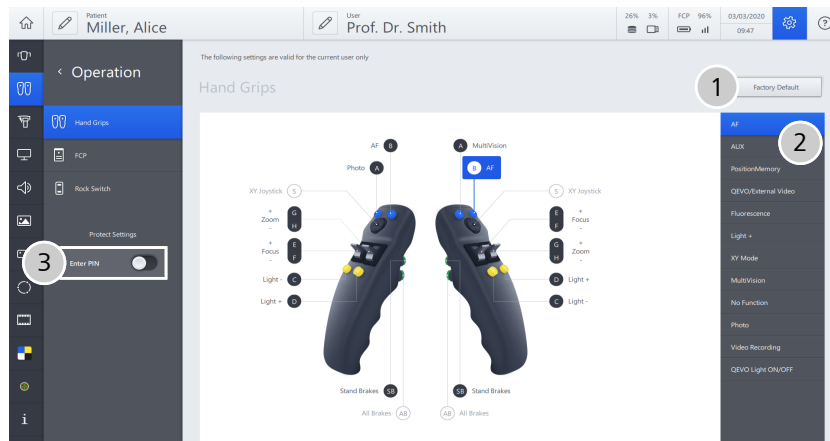 Patient
Miller, Alice
User
Prof. Dr. Smith
26% 3%
FCP 96%
03/03/2020
09:47
?
< Operation
Hand Grips
FCP
Rock Switch
Protect Settings
3
Enter PIN
i
The following settings are valid for the current user only
Hand Grips
1
Factory Default
AF B
Photo A
XY Joystick S
+
Zoom
-
G
H
+
Focus
-
E
F
Light - C
Light + D
Stand Brakes SB
All Brakes AB
A MultiVision
B AF
S XY Joystick
E
F
+
Focus
-
G
H
+
Zoom
-
D Light +
C Light -
SB Stand Brakes
AB All Brakes
2
AF
AUX
PositionMemory
QEVO/External Video
Fluorescence
Light +
XY Mode
MultiVision
No Function
Photo
Video Recording
QEVO Light ON/OFF